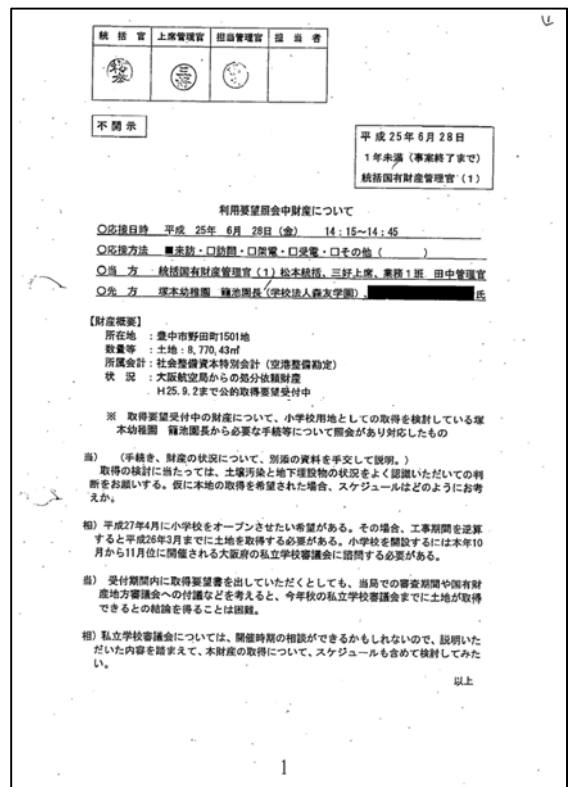 統括官 上席管理官 担当管理官 担当者
三好
不開示
平成25年6月28日
1年未満（事案終了まで）
統括国有財産管理官（1）
利用要望照会中財産について
○応接日時 平成 25年 6月 28日（金） 14：15～14：45
○応接方法 ■来訪・□訪問・□架電・□受電・□その他（ ）
○当 方 統括国有財産管理官（1）松本統括、三好上席、業務1班 田中管理官
○先 方 塚本幼稚園 籠池園長（学校法人森友学園）、 氏
【財産概要】
所在地 ：豊中市野田町1501他
数量等 ：土地：8,770.43㎡
所属会計：社会整備資本特別会計（空港整備勘定）
状 況 ：大阪航空局からの処分依頼財産
H25.9.2まで公的取得要望受付中
※ 取得要望受付中の財産について、小学校用地としての取得を検討している塚
本幼稚園 籠池園長から必要な手続等について照会があり対応したもの
当） （手続き、財産の状況について、別添の資料を手交して説明。）
取得の検討に当たっては、土壌汚染と地下埋設物の状況をよく認識いただいての判
断をお願いする。仮に本地の取得を希望された場合、スケジュールはどのようにお考
えか。
相）平成27年4月に小学校をオープンさせたい希望がある。その場合、工事期間を逆算
すると平成26年3月までに土地を取得する必要がある。小学校を開設するには本年10
月から11月位に開催される大阪府の私立学校審議会に諮問する必要がある。
当） 受付期間内に取得要望書を出していただくとしても、当局での審査期間や国有財
産地方審議会への付議などを考えると、今年秋の私立学校審議会までに土地が取得
できるとの結論を得ることは困難。
相）私立学校審議会については、開催時期の相談ができるかもしれないので、説明いた
だいた内容を踏まえて、本財産の取得について、スケジュールも含めて検討してみた
い。
以上
1